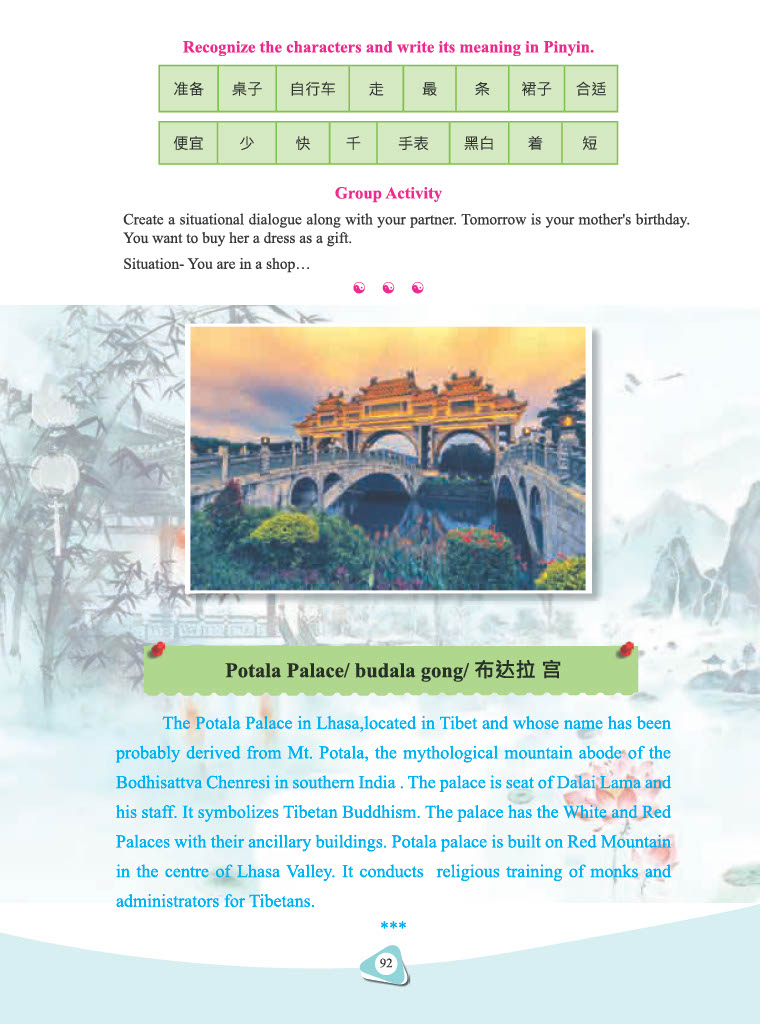 Recognize the characters and write its meaning in Pinyin.
准备 桌子 自行车 走 最 条 裙子 合适
便宜 少 快 千 手表 黑白 着 短
Group Activity
Create a situational dialogue along with your partner. Tomorrow is your mother's birthday.
You want to buy her a dress as a gift.
Situation- You are in a shop…
Potala Palace/ budala gong/ 布达拉 宫
The Potala Palace in Lhasa,located in Tibet and whose name has been
probably derived from Mt. Potala, the mythological mountain abode of the
Bodhisattva Chenresi in southern India . The palace is seat of Dalai Lama and
his staff. It symbolizes Tibetan Buddhism. The palace has the White and Red
Palaces with their ancillary buildings. Potala palace is built on Red Mountain
in the centre of Lhasa Valley. It conducts religious training of monks and
administrators for Tibetans.
***
92